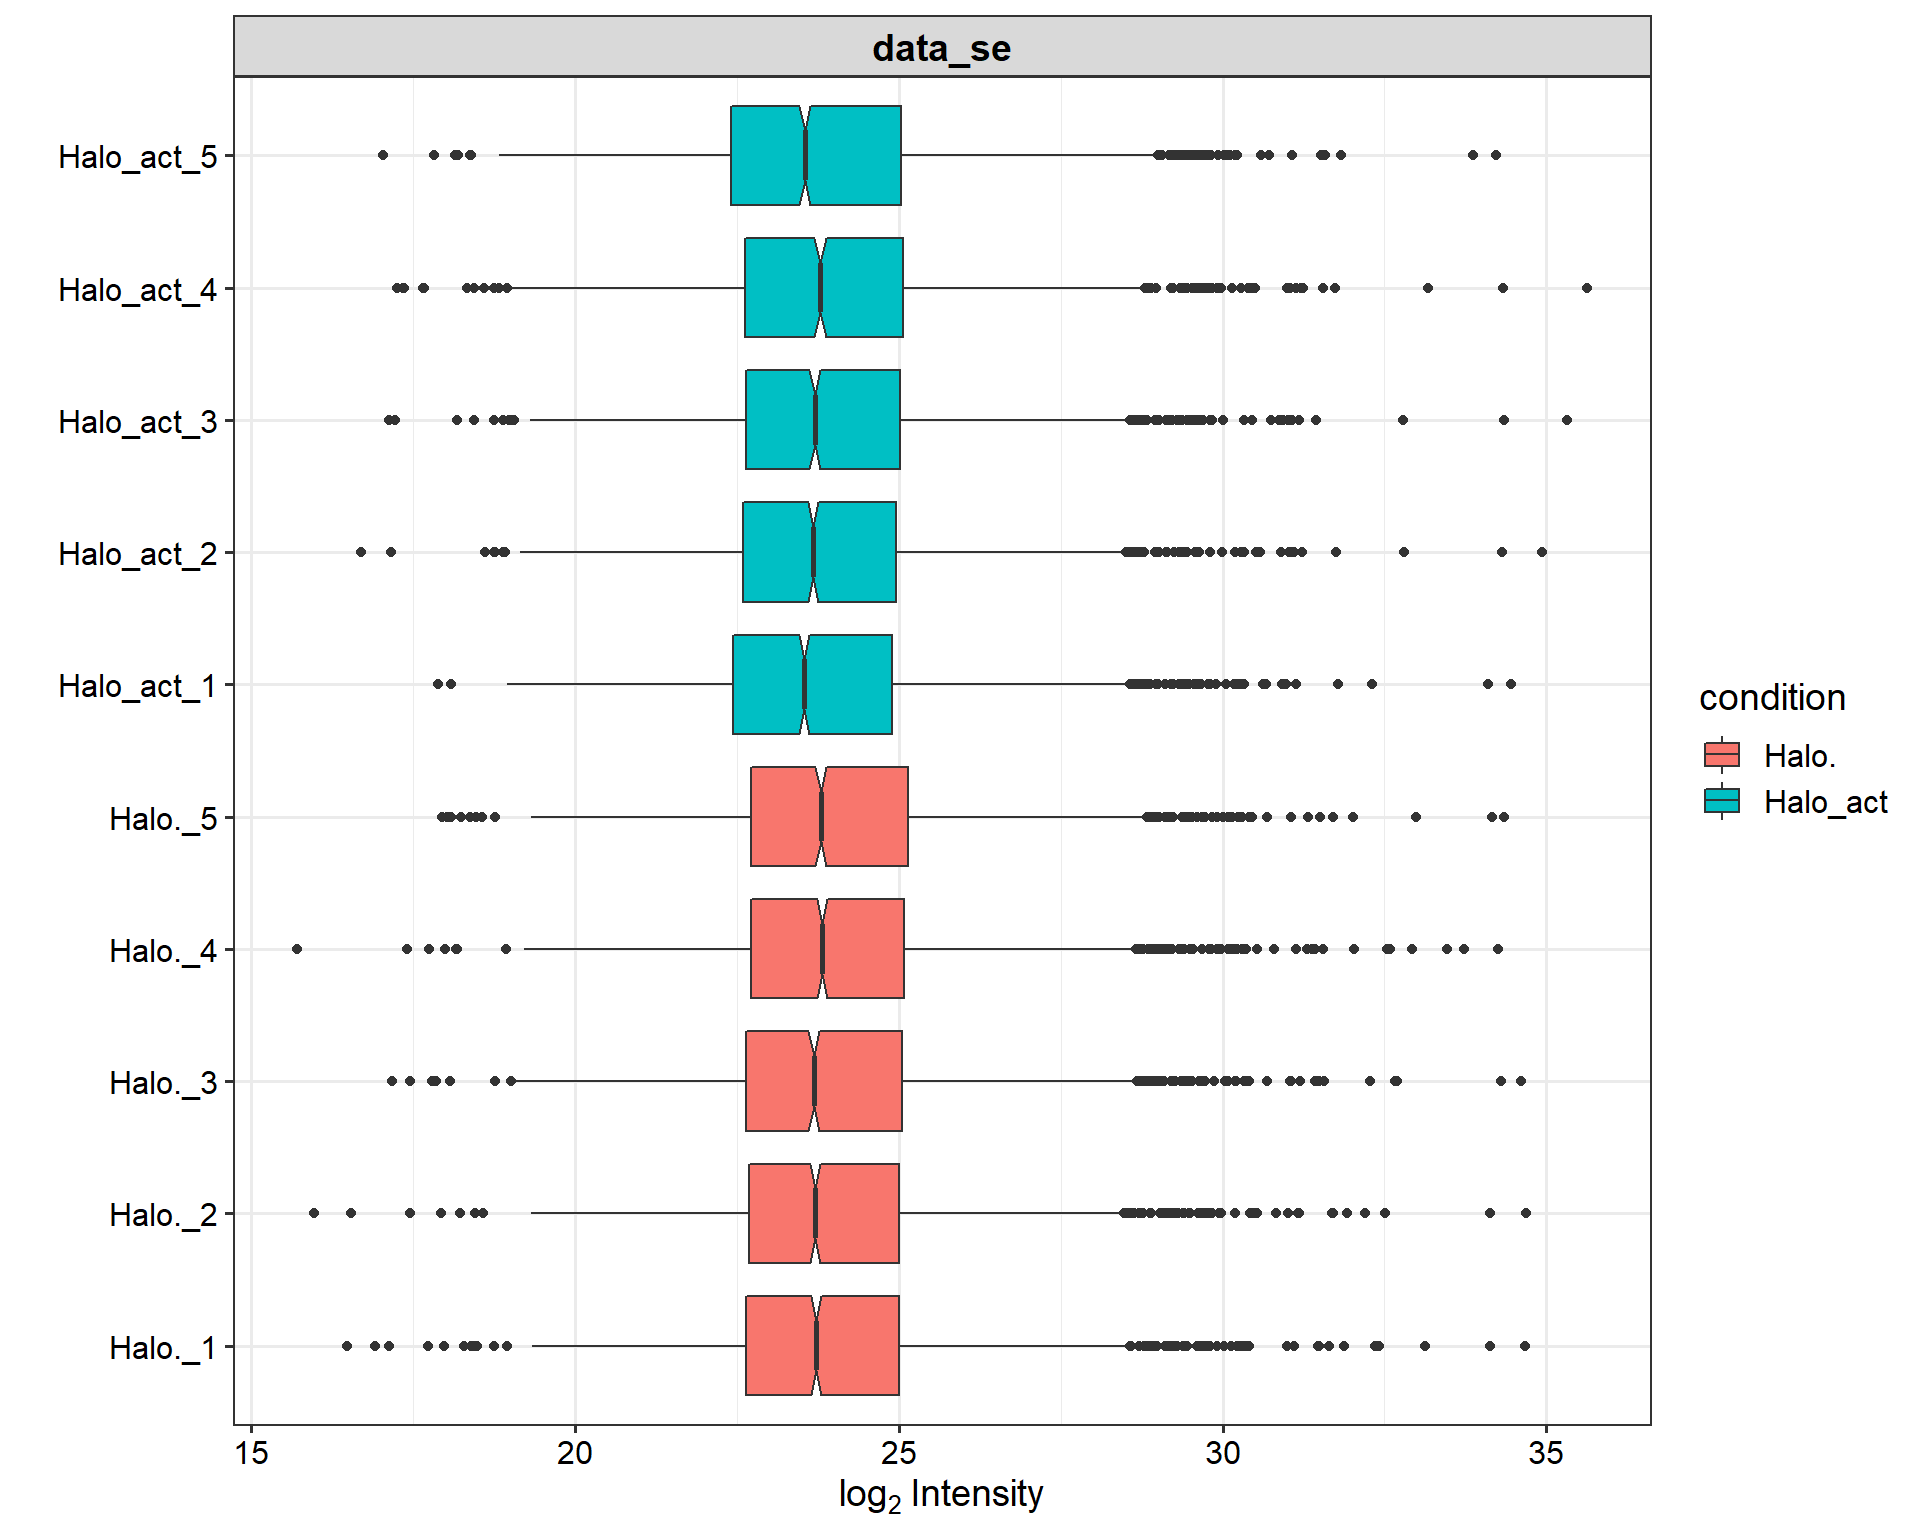 data_se
Halo_act_5
Halo_act_4
Halo_act_3
Halo_act_2
Halo_act_1
Halo._5
Halo._4
Halo._3
Halo._2
Halo._1
15 20 25 30 35
log₂ Intensity
condition
Halo.
Halo_act